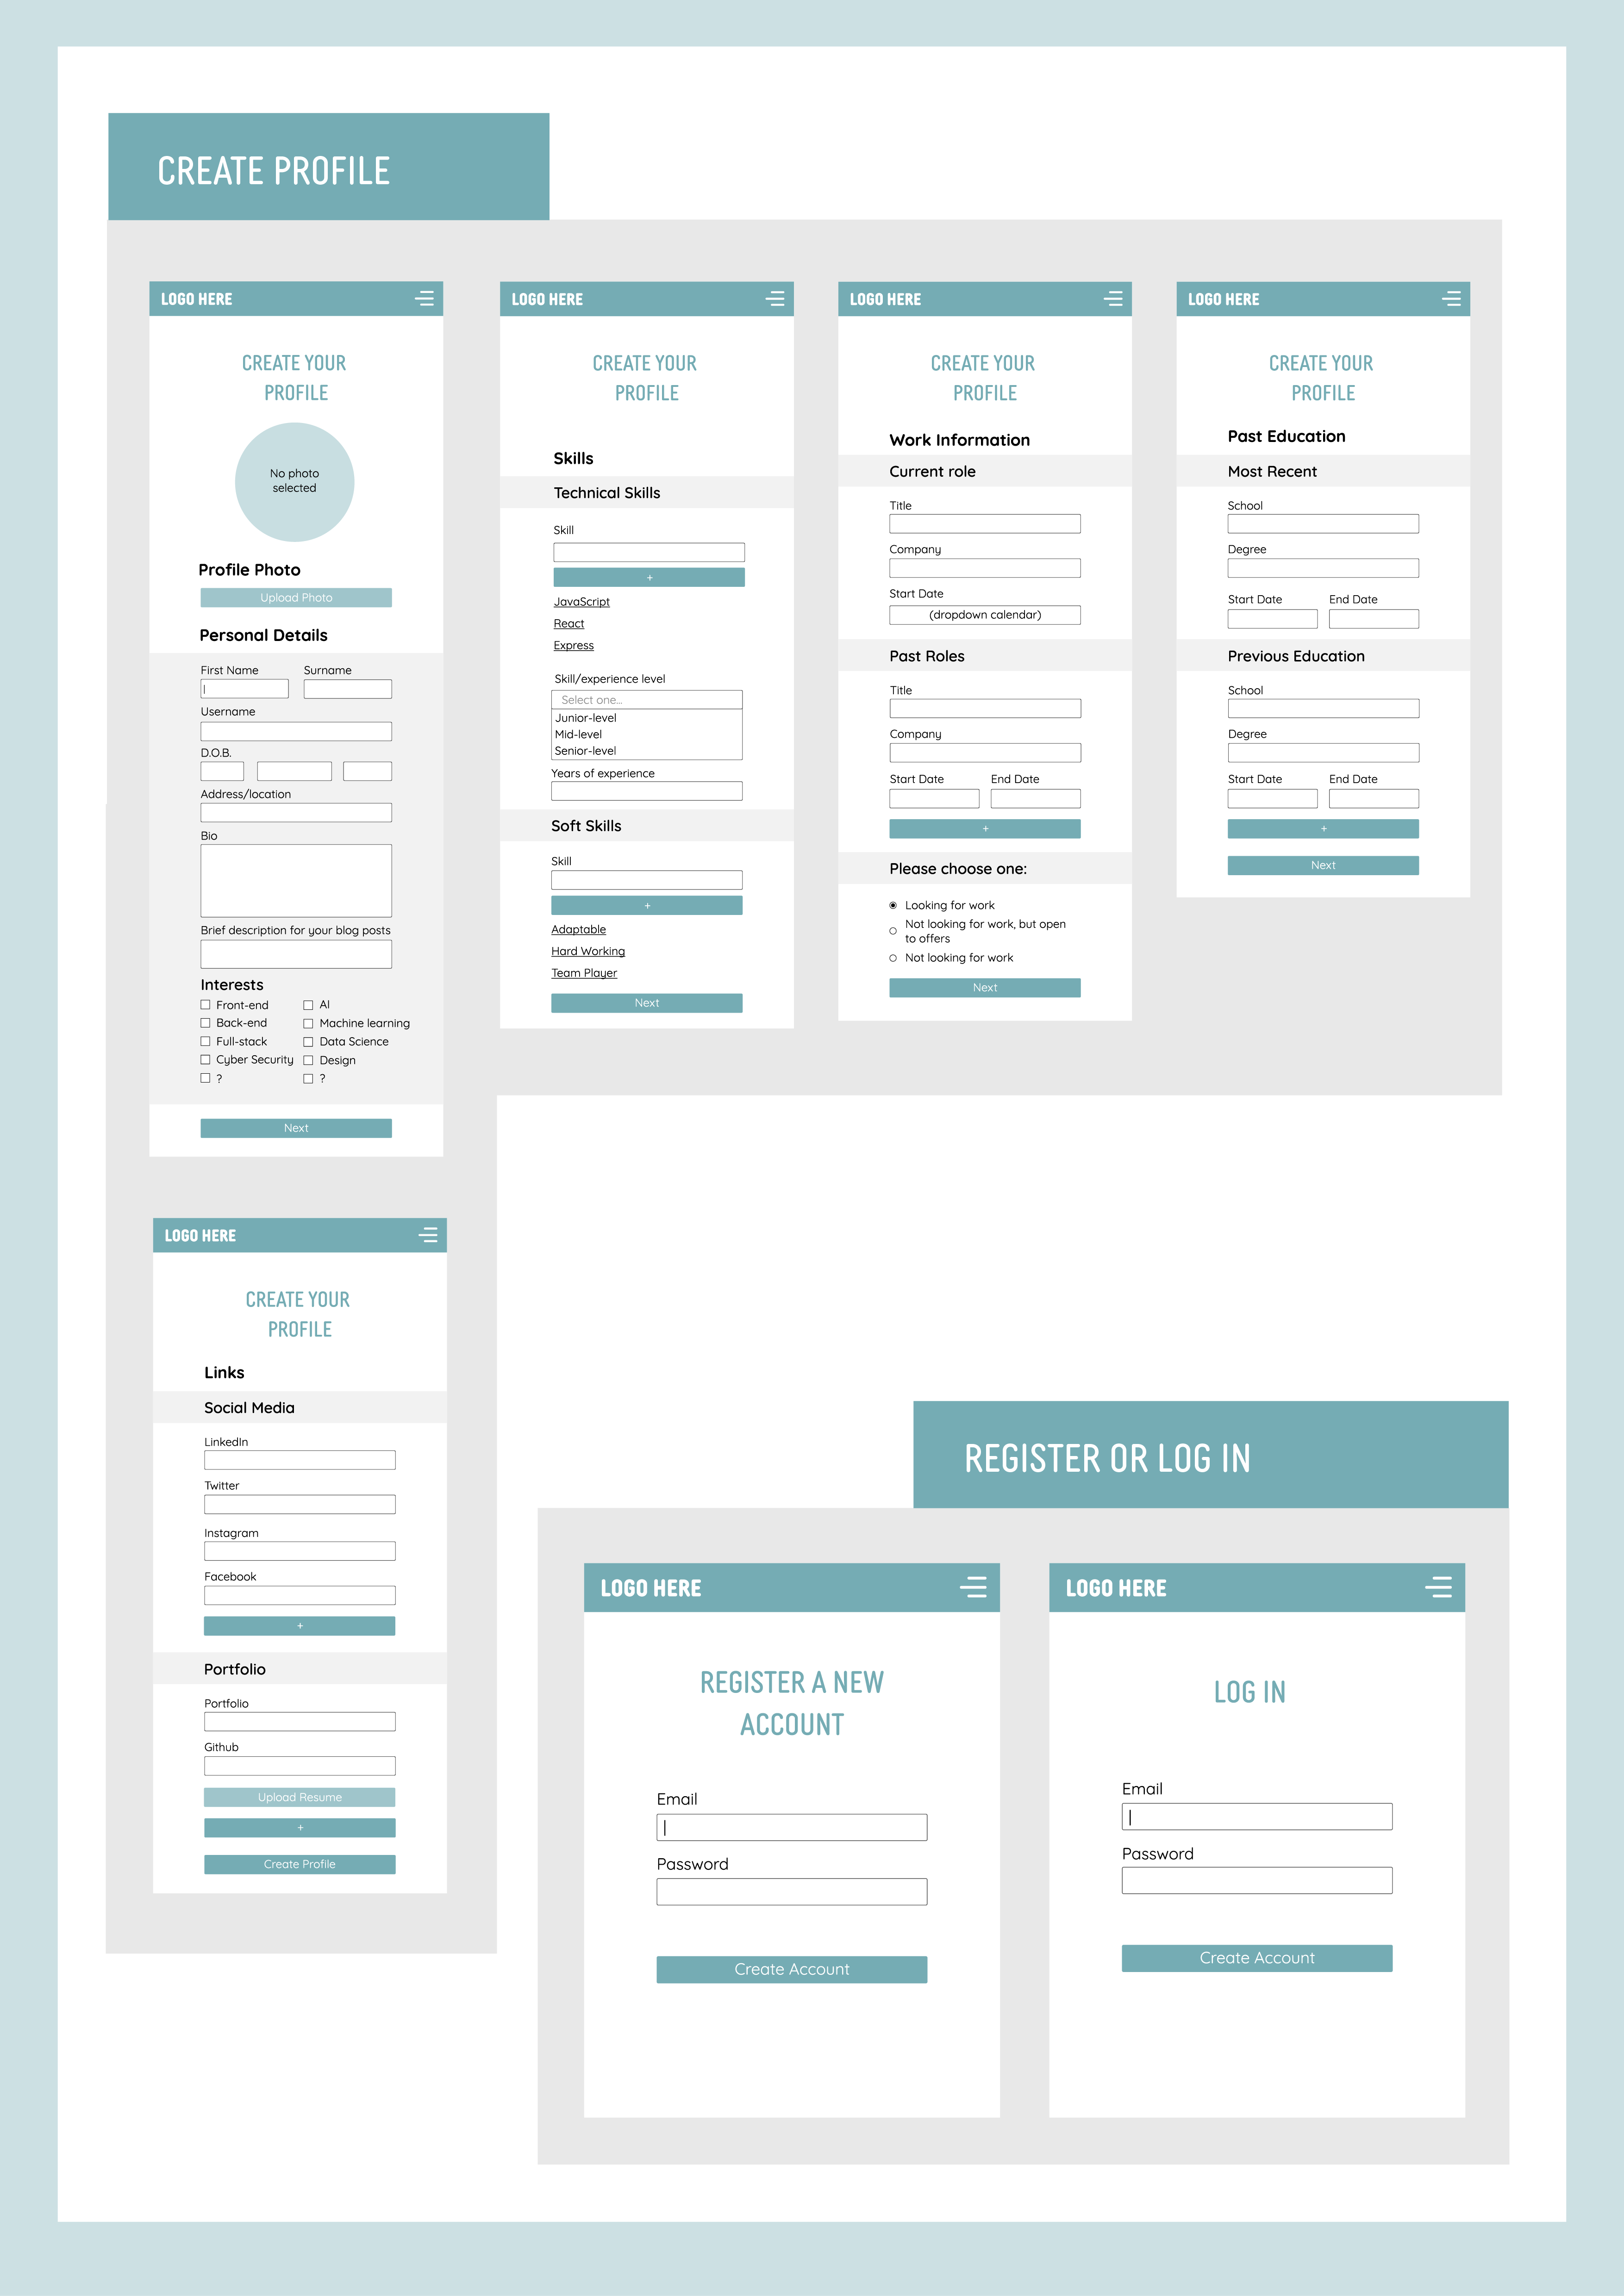 CREATE PROFILE
LOGO HERE
CREATE YOUR
PROFILE
No photo
selected
Profile Photo
Upload Photo
Personal Details
First Name Surname
Username
D.O.B.
Address/location
Bio
Brief description for your blog posts
Interests
Front-end AI
Back-end Machine learning
Full-stack Data Science
Cyber Security Design
? ?
Next
LOGO HERE
CREATE YOUR
PROFILE
Skills
Technical Skills
Skill
+
JavaScript
React
Express
Skill/experience level
Select one...
Junior-level
Mid-level
Senior-level
Years of experience
Soft Skills
Skill
+
Adaptable
Hard Working
Team Player
Next
LOGO HERE
CREATE YOUR
PROFILE
Work Information
Current role
Title
Company
Start Date
(dropdown calendar)
Past Roles
Title
Company
Start Date End Date
+
Please choose one:
Looking for work
Not looking for work, but open
to offers
Not looking for work
Next
LOGO HERE
CREATE YOUR
PROFILE
Past Education
Most Recent
School
Degree
Start Date End Date
Previous Education
School
Degree
Start Date End Date
+
Next
LOGO HERE
CREATE YOUR
PROFILE
Links
Social Media
LinkedIn
Twitter
Instagram
Facebook
+
Portfolio
Portfolio
Github
Upload Resume
+
Create Profile
REGISTER OR LOG IN
LOGO HERE
REGISTER A NEW
ACCOUNT
Email
Password
Create Account
LOGO HERE
LOG IN
Email
Password
Create Account